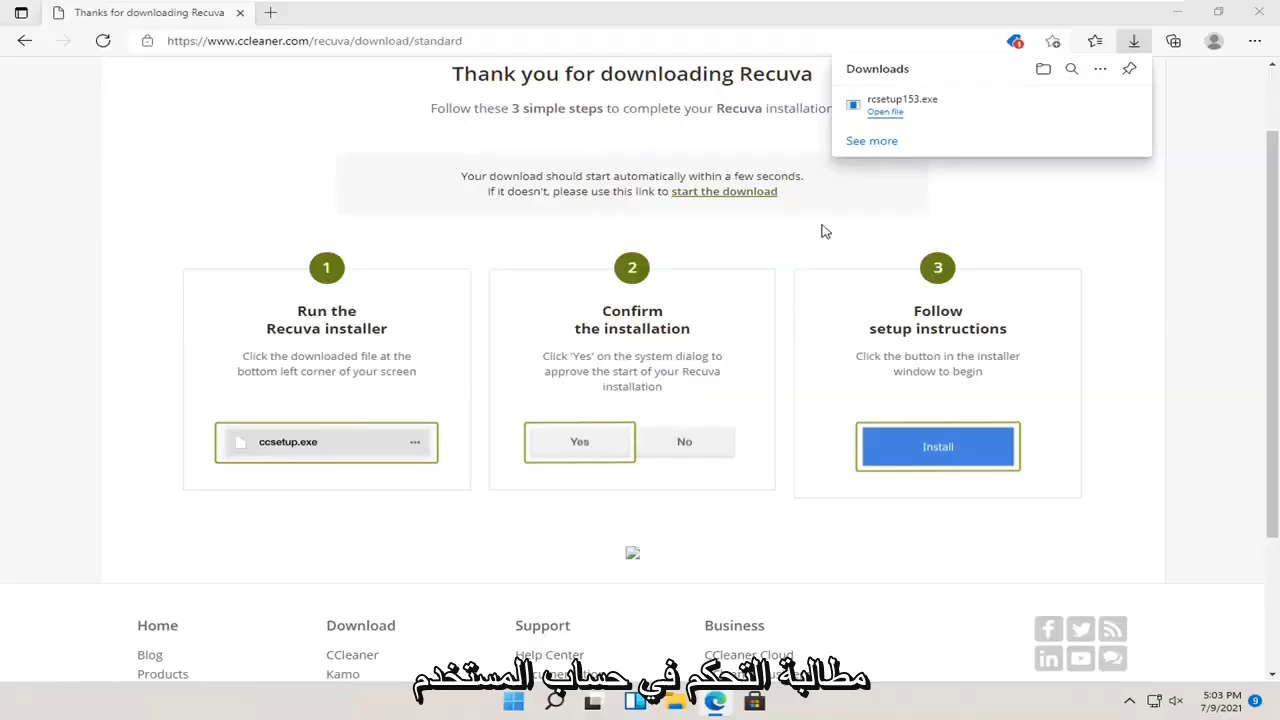 Thanks for downloading Recuva
https://www.ccleaner.com/recuva/download/standard
1
Downloads
rcsetup153.exe
Open file
See more
Thank you for downloading Recuva
Follow these 3 simple steps to complete your Recuva installation
Your download should start automatically within a few seconds.
If it doesn't, please use this link to start the download
1
Run the
Recuva installer
Click the downloaded file at the
bottom left corner of your screen
ccsetup.exe
2
Confirm
the installation
Click 'Yes' on the system dialog to
approve the start of your Recuva
installation
Yes
No
3
Follow
setup instructions
Click the button in the installer
window to begin
Install
Home
Blog
Products
Download
CCleaner
Kamo
Support
Help Center
Business
CCleaner Cloud
مطالبة التحكم في حساب المستخدم
5:03 PM
7/9/2021
9